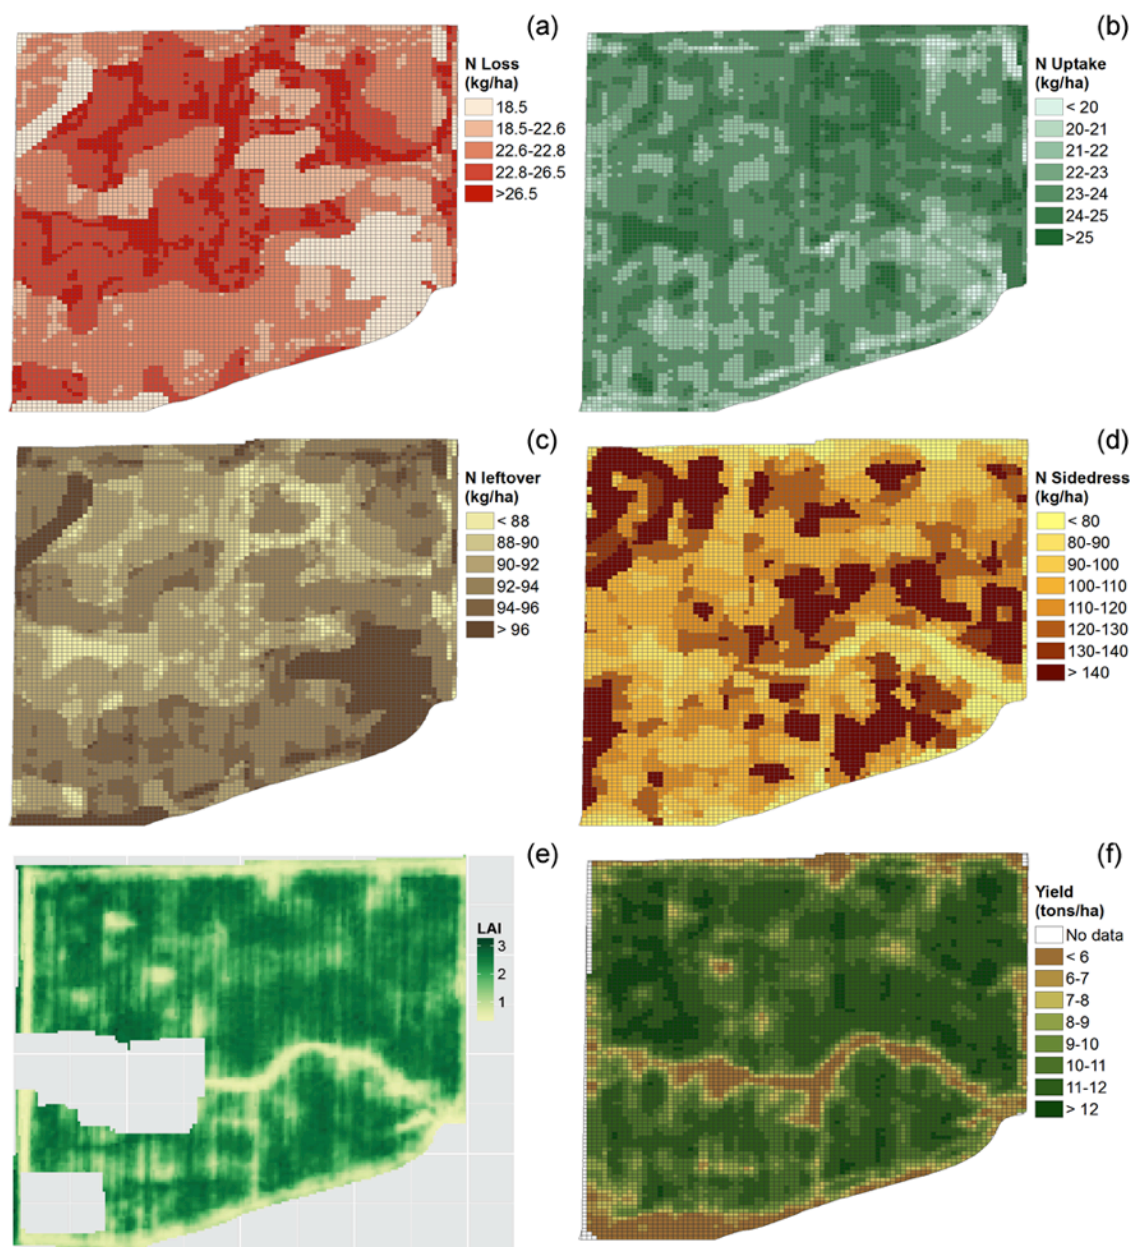 (a)
N Loss
(kg/ha)
18.5
18.5-22.6
22.6-22.8
22.8-26.5
>26.5
(b)
N Uptake
(kg/ha)
< 20
20-21
21-22
22-23
23-24
24-25
>25
(c)
N leftover
(kg/ha)
< 88
88-90
90-92
92-94
94-96
> 96
(d)
N Sidedress
(kg/ha)
< 80
80-90
90-100
100-110
110-120
120-130
130-140
> 140
(e)
LAI
3
2
1
(f)
Yield
(tons/ha)
No data
< 6
6-7
7-8
8-9
9-10
10-11
11-12
> 12